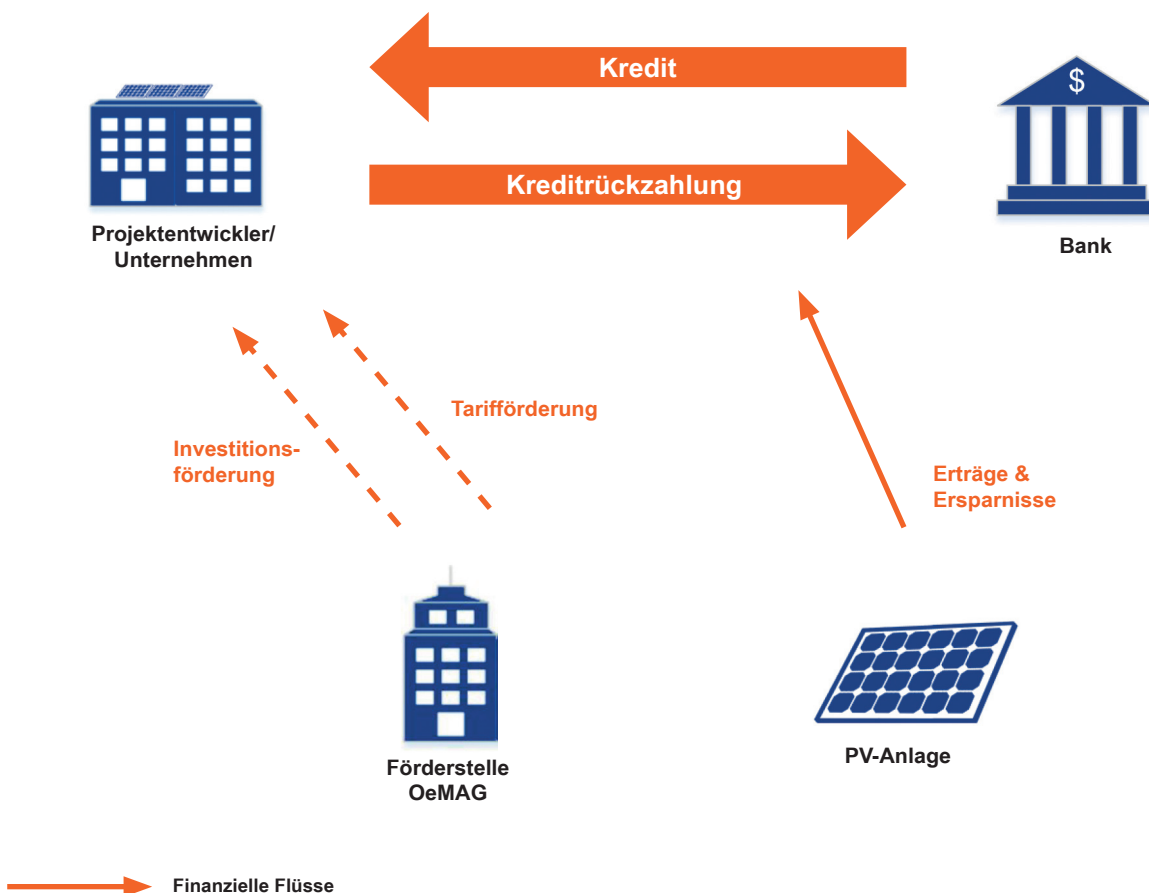 Kredit
$
Kreditrückzahlung
Projektentwickler/
Unternehmen
Bank
Tarifförderung
Investitions-
förderung
Erträge &
Ersparnisse
Förderstelle
OeMAG
PV-Anlage
Finanzielle Flüsse